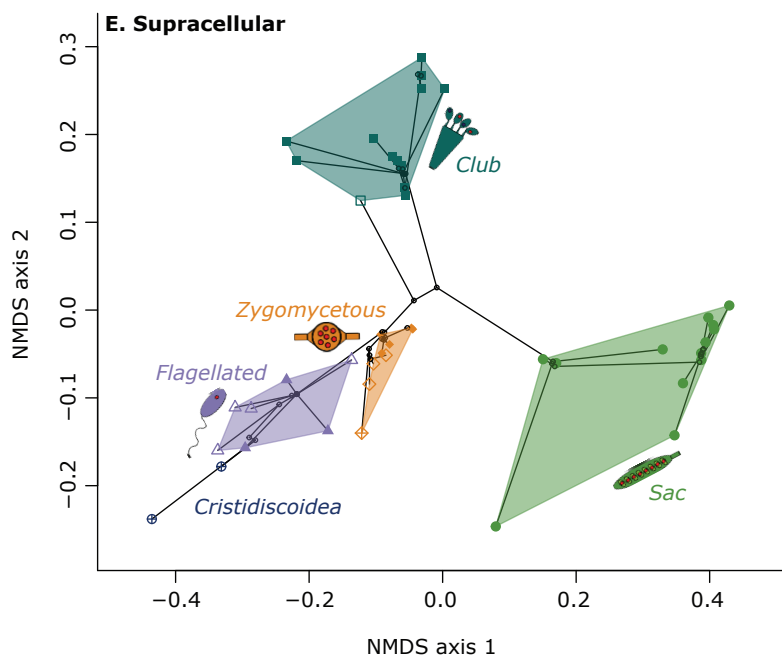 E. Supracellular
0.3
0.2
0.1
0.0
−0.1
−0.2
NMDS axis 2
Club
Zygomycetous
Flagellated
Cristidiscoidea
Sac
−0.4
−0.2
0.0
0.2
0.4
NMDS axis 1